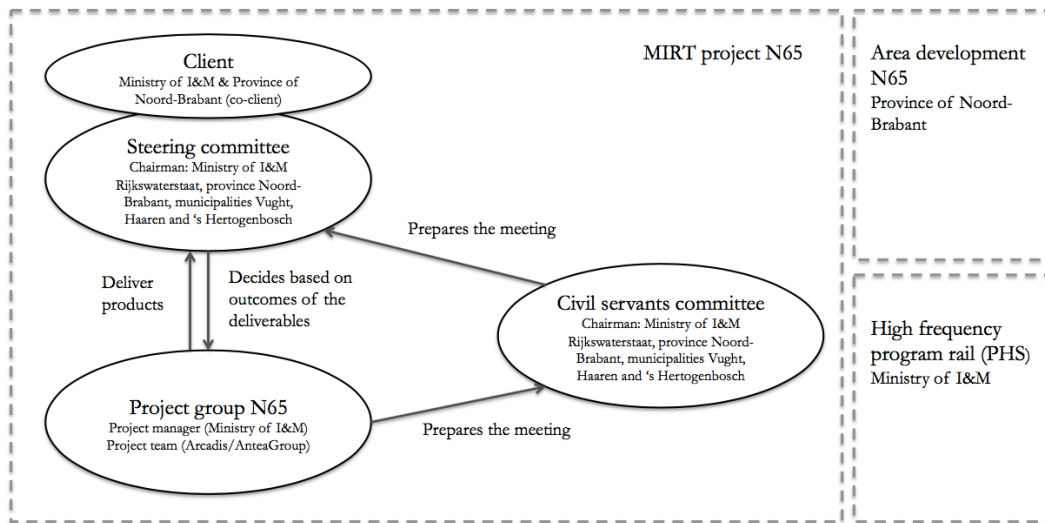 MIRT project N65
Client
Ministry of I&M & Province of
Noord-Brabant (co-client)
Steering committee
Chairman: Ministry of I&M
Rijkswaterstaat, province Noord-
Brabant, municipalities Vught,
Haaren and ‘s Hertogenbosch
Prepares the meeting
Deliver
products
Decides based on
outcomes of the
deliverables
Civil servants committee
Chairman: Ministry of I&M
Rijkswaterstaat, province Noord-
Brabant, municipalities Vught,
Haaren and ‘s Hertogenbosch
Project group N65
Project manager (Ministry of I&M)
Project team (Arcadis/AnteaGroup)
Prepares the meeting
Area development
N65
Province of Noord-
Brabant
High frequency
program rail (PHS)
Ministry of I&M